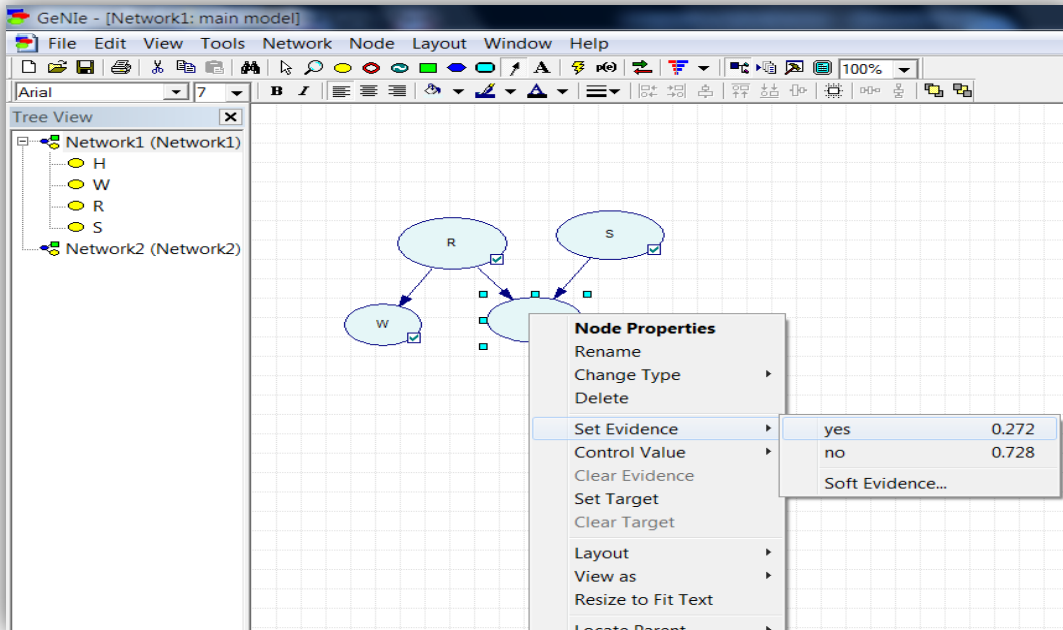 GeNIe - [Network1: main model]
File Edit View Tools Network Node Layout Window Help
A P(e) 100%
Arial 7 B I A
Tree View
Network1 (Network1)
H
W
R
S
Network2 (Network2)
R
S
W
Node Properties
Rename
Change Type
Delete
Set Evidence
yes 0.272
Control Value
no 0.728
Clear Evidence
Soft Evidence...
Set Target
Clear Target
Layout
View as
Resize to Fit Text
Locate Parent